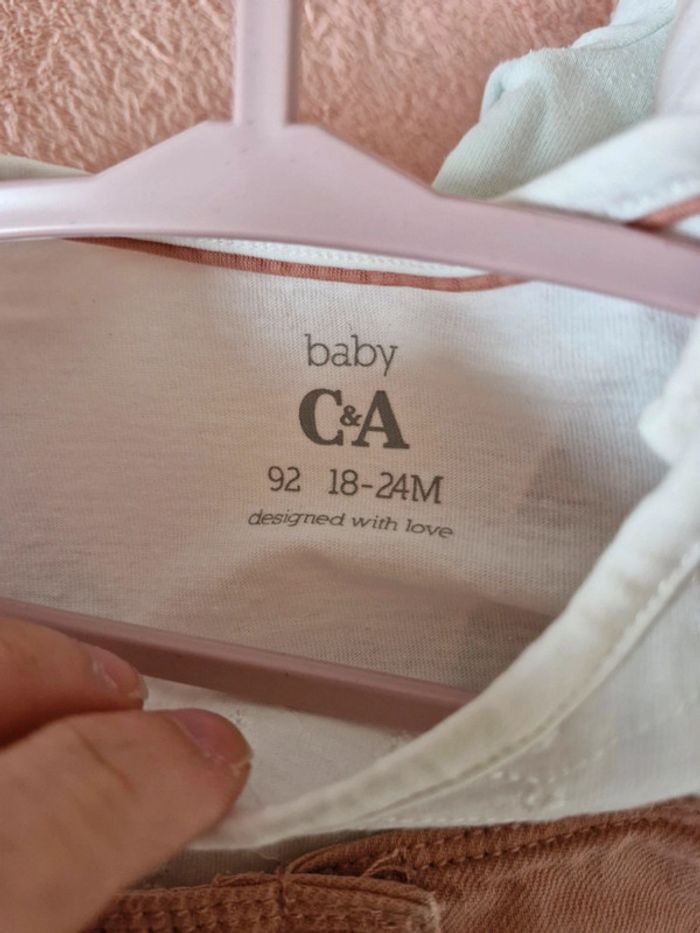 baby
C&A
92 18-24M
designed with love